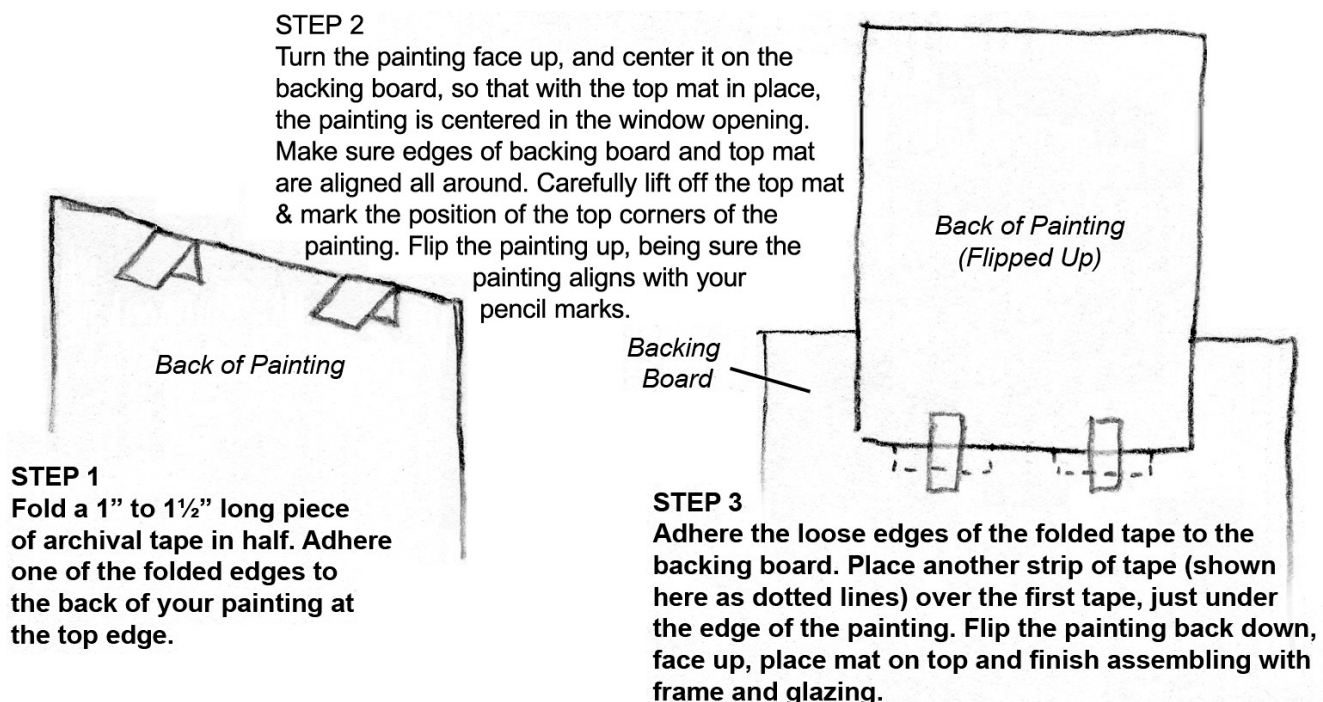 STEP 2
Turn the painting face up, and center it on the
backing board, so that with the top mat in place,
the painting is centered in the window opening.
Make sure edges of backing board and top mat
are aligned all around. Carefully lift off the top mat
& mark the position of the top corners of the
painting. Flip the painting up, being sure the
painting aligns with your
pencil marks.
Back of Painting
STEP 1
Fold a 1” to 1½” long piece
of archival tape in half. Adhere
one of the folded edges to
the back of your painting at
the top edge.
Back of Painting
(Flipped Up)
Backing
Board
STEP 3
Adhere the loose edges of the folded tape to the
backing board. Place another strip of tape (shown
here as dotted lines) over the first tape, just under
the edge of the painting. Flip the painting back down,
face up, place mat on top and finish assembling with
frame and glazing.